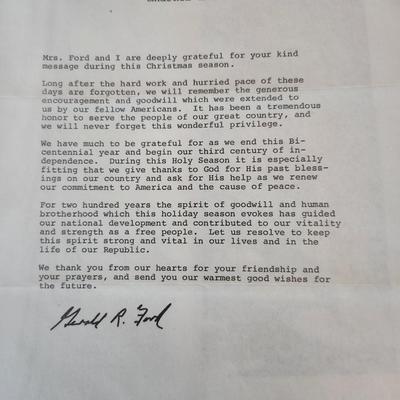 Mrs. Ford and I are deeply grateful for your kind
message during this Christmas season.
Long after the hard work and hurried pace of these
days are forgotten, we will remember the generous
encouragement and goodwill which were extended to
us by our fellow Americans. It has been a tremendous
honor to serve the people of our great country, and
we will never forget this wonderful privilege.
We have much to be grateful for as we end this Bi-
centennial year and begin our third century of in-
dependence. During this Holy Season it is especially
fitting that we give thanks to God for His past bless-
ings on our country and ask for His help as we renew
our commitment to America and the cause of peace.
For two hundred years the spirit of goodwill and human
brotherhood which this holiday season evokes has guided
our national development and contributed to our vitality
and strength as a free people. Let us resolve to keep
this spirit strong and vital in our lives and in the
life of our Republic.
We thank you from our hearts for your friendship and
your prayers, and send you our warmest good wishes for
the future.
Gerald R. Ford